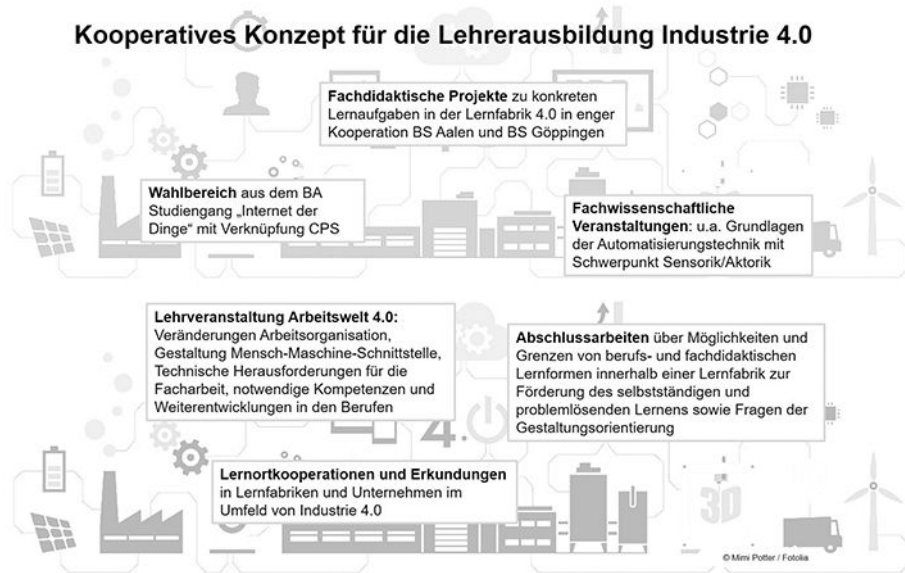 Kooperatives Konzept für die Lehrerausbildung Industrie 4.0
Fachdidaktische Projekte zu konkreten
Lernaufgaben in der Lernfabrik 4.0 in enger
Kooperation BS Aalen und BS Göppingen
Wahlbereich aus dem BA
Studiengang „Internet der
Dinge“ mit Verknüpfung CPS
Fachwissenschaftliche
Veranstaltungen: u.a. Grundlagen
der Automatisierungstechnik mit
Schwerpunkt Sensorik/Aktorik
Lehrveranstaltung Arbeitswelt 4.0:
Veränderungen Arbeitsorganisation,
Gestaltung Mensch-Maschine-Schnittstelle,
Technische Herausforderungen für die
Facharbeit, notwendige Kompetenzen und
Weiterentwicklungen in den Berufen
Abschlussarbeiten über Möglichkeiten und
Grenzen von berufs- und fachdidaktischen
Lernformen innerhalb einer Lernfabrik zur
Förderung des selbstständigen und
problemlösenden Lernens sowie Fragen der
Gestaltungsorientierung
4.
Lernortkooperationen und Erkundungen
in Lernfabriken und Unternehmen im
Umfeld von Industrie 4.0
3D
© Mimi Potter / Fotolia